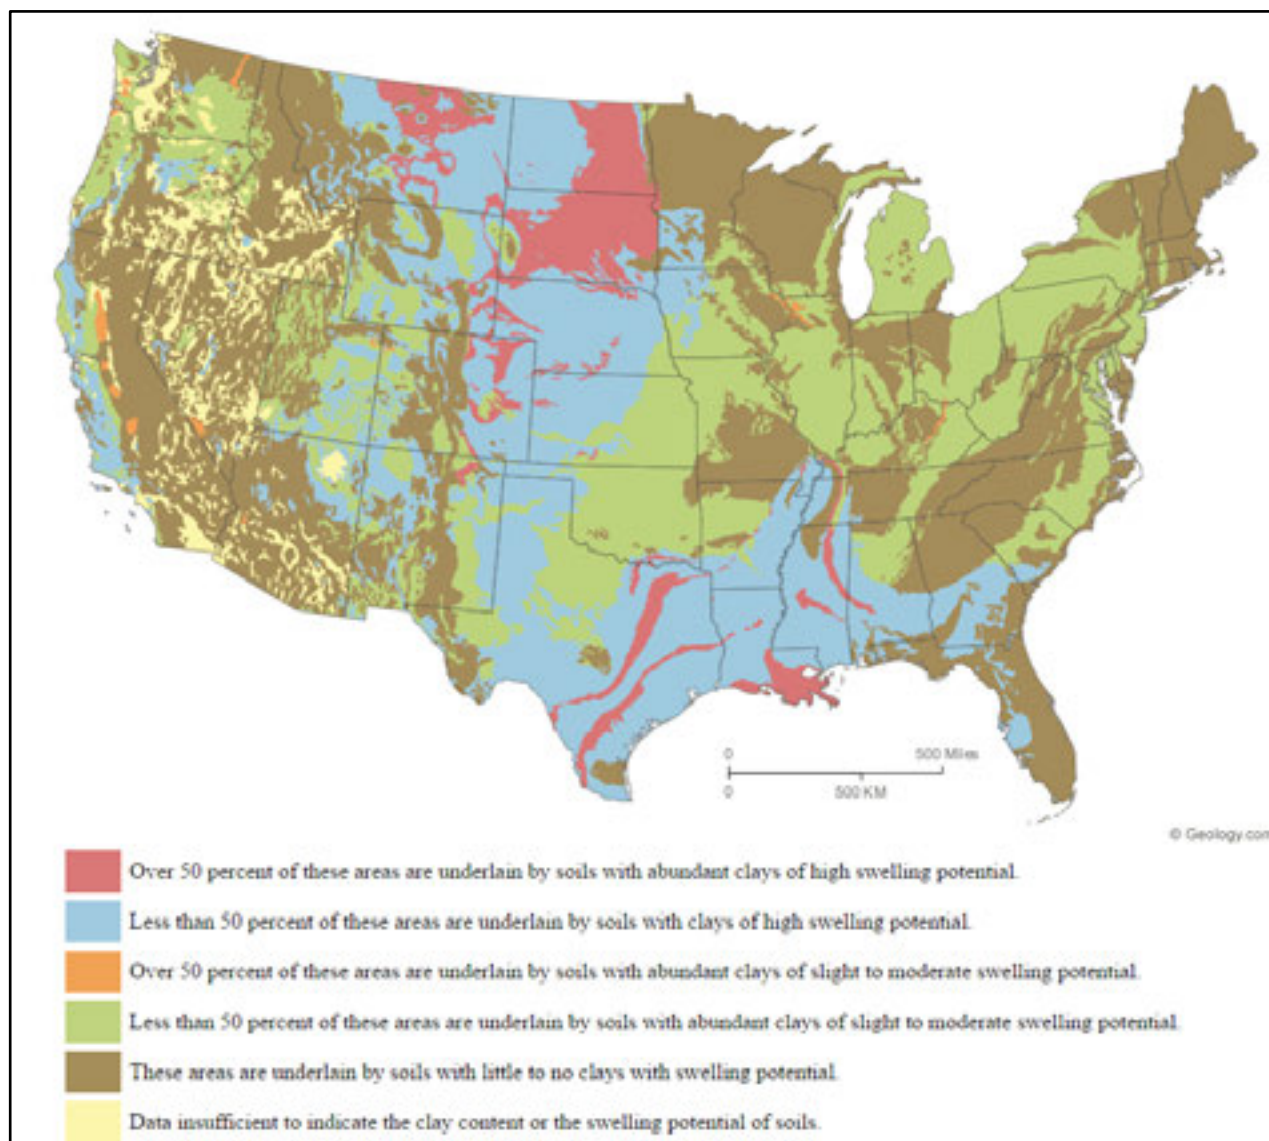 0 500 Miles
0 500 KM
© Geology.com
Over 50 percent of these areas are underlain by soils with abundant clays of high swelling potential.
Less than 50 percent of these areas are underlain by soils with clays of high swelling potential.
Over 50 percent of these areas are underlain by soils with abundant clays of slight to moderate swelling potential.
Less than 50 percent of these areas are underlain by soils with abundant clays of slight to moderate swelling potential.
These areas are underlain by soils with little to no clays with swelling potential.
Data insufficient to indicate the clay content or the swelling potential of soils.